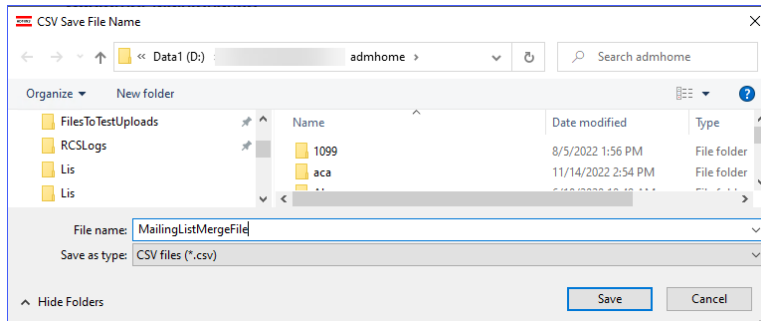 CSV Save File Name
« Data1 (D:) admhome
Search admhome
Organize New folder
FilesToTestUploads
RCSLogs
Lis
Lis
Name Date modified Type
1099 8/5/2022 1:56 PM File folder
aca 11/14/2022 2:54 PM File folder
File name: MailingListMergeFile
Save as type: CSV files (*.csv)
Hide Folders Save Cancel